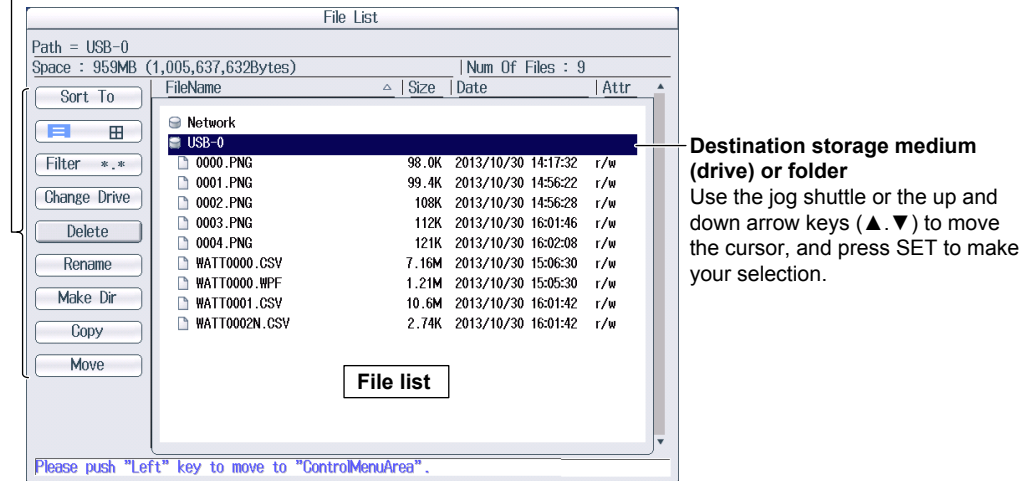 File List
Path = USB-0
Space : 959MB (1,005,637,632Bytes) Num Of Files : 9
FileName Size Date Attr
Sort To
Filter *.*
Change Drive
Delete
Rename
Make Dir
Copy
Move
Network
USB-0
0000.PNG 98.0K 2013/10/30 14:17:32 r/w
0001.PNG 99.4K 2013/10/30 14:56:22 r/w
0002.PNG 108K 2013/10/30 14:56:28 r/w
0003.PNG 112K 2013/10/30 16:01:46 r/w
0004.PNG 121K 2013/10/30 16:02:08 r/w
WATT0000.CSV 7.16M 2013/10/30 15:06:30 r/w
WATT0000.WPF 1.21M 2013/10/30 15:05:30 r/w
WATT0001.CSV 10.6M 2013/10/30 16:01:42 r/w
WATT0002N.CSV 2.74K 2013/10/30 16:01:42 r/w
File list
Please push "Left" key to move to "ControlMenuArea".
Destination storage medium
(drive) or folder
Use the jog shuttle or the up and
down arrow keys (▲.▼) to move
the cursor, and press SET to make
your selection.